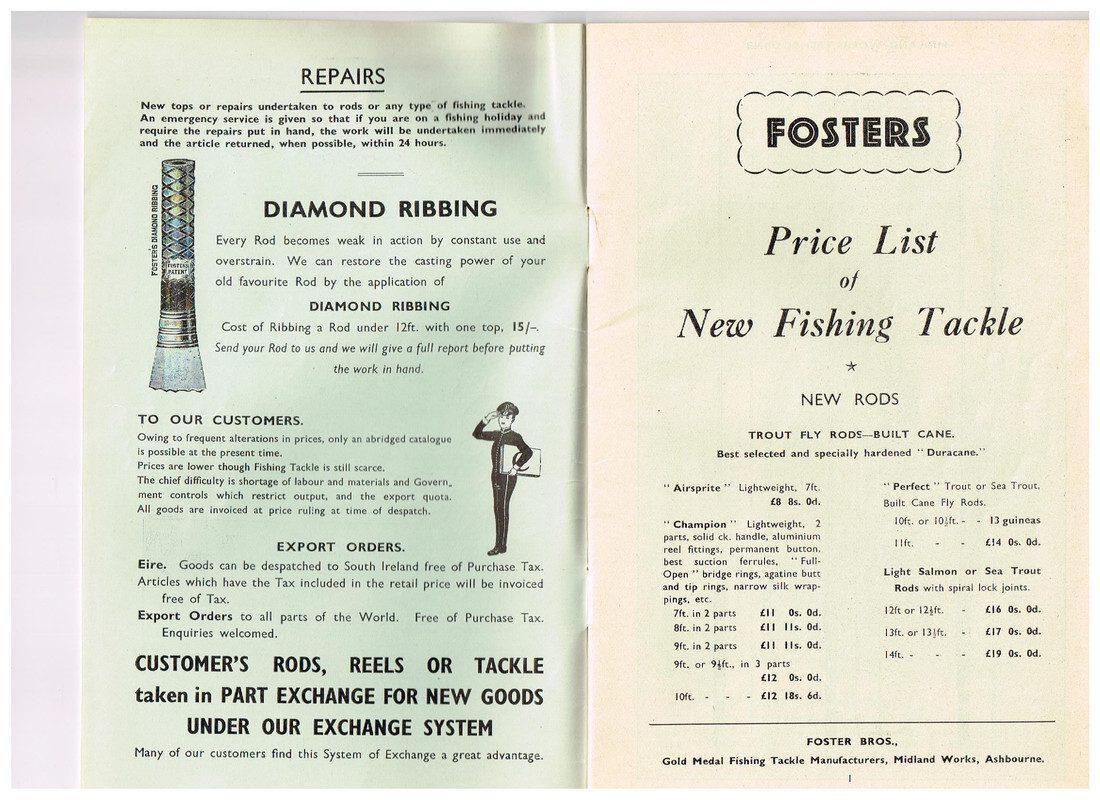 REPAIRS
New tops or repairs undertaken to rods or any type of fishing tackle.
An emergency service is given so that if you are on a fishing holiday and
require the repairs put in hand, the work will be undertaken immediately
and the article returned, when possible, within 24 hours.
FOSTER'S DIAMOND RIBBING
FOSTERS
PATENT
DIAMOND RIBBING
Every Rod becomes weak in action by constant use and
overstrain. We can restore the casting power of your
old favourite Rod by the application of
DIAMOND RIBBING
Cost of Ribbing a Rod under 12ft. with one top, 15/-.
Send your Rod to us and we will give a full report before putting
the work in hand.
TO OUR CUSTOMERS.
Owing to frequent alterations in prices, only an abridged catalogue
is possible at the present time.
Prices are lower though Fishing Tackle is still scarce.
The chief difficulty is shortage of labour and materials and Govern-
ment controls which restrict output, and the export quota.
All goods are invoiced at price ruling at time of despatch.
EXPORT ORDERS.
Eire. Goods can be despatched to South Ireland free of Purchase Tax.
Articles which have the Tax included in the retail price will be invoiced
free of Tax.
Export Orders to all parts of the World. Free of Purchase Tax.
Enquiries welcomed.
CUSTOMER'S RODS, REELS OR TACKLE
taken in PART EXCHANGE FOR NEW GOODS
UNDER OUR EXCHANGE SYSTEM
Many of our customers find this System of Exchange a great advantage.
FOSTERS
Price List
of
New Fishing Tackle
NEW RODS
TROUT FLY RODS—BUILT CANE.
Best selected and specially hardened "Duracane."
"Airsprite" Lightweight, 7ft.
£8 8s. 0d.
"Champion" Lightweight, 2
parts, solid ck. handle, aluminium
reel fittings, permanent button,
best suction ferrules, "Full-
Open" bridge rings, agatine butt
and tip rings, narrow silk wrap-
pings, etc.
7ft. in 2 parts £11 0s. 0d.
8ft. in 2 parts £11 11s. 0d.
9ft. in 2 parts £11 11s. 0d.
9ft. or 9½ft., in 3 parts
£12 0s. 0d.
10ft. - - - £12 18s. 6d.
"Perfect" Trout or Sea Trout,
Built Cane Fly Rods.
10ft. or 10½ft. - - 13 guineas
11ft. - - £14 0s. 0d.
Light Salmon or Sea Trout
Rods with spiral lock joints.
12ft or 12½ft. - £16 0s. 0d.
13ft. or 13½ft. - £17 0s. 0d.
14ft. - - - £19 0s. 0d.
FOSTER BROS.,
Gold Medal Fishing Tackle Manufacturers, Midland Works, Ashbourne.
1